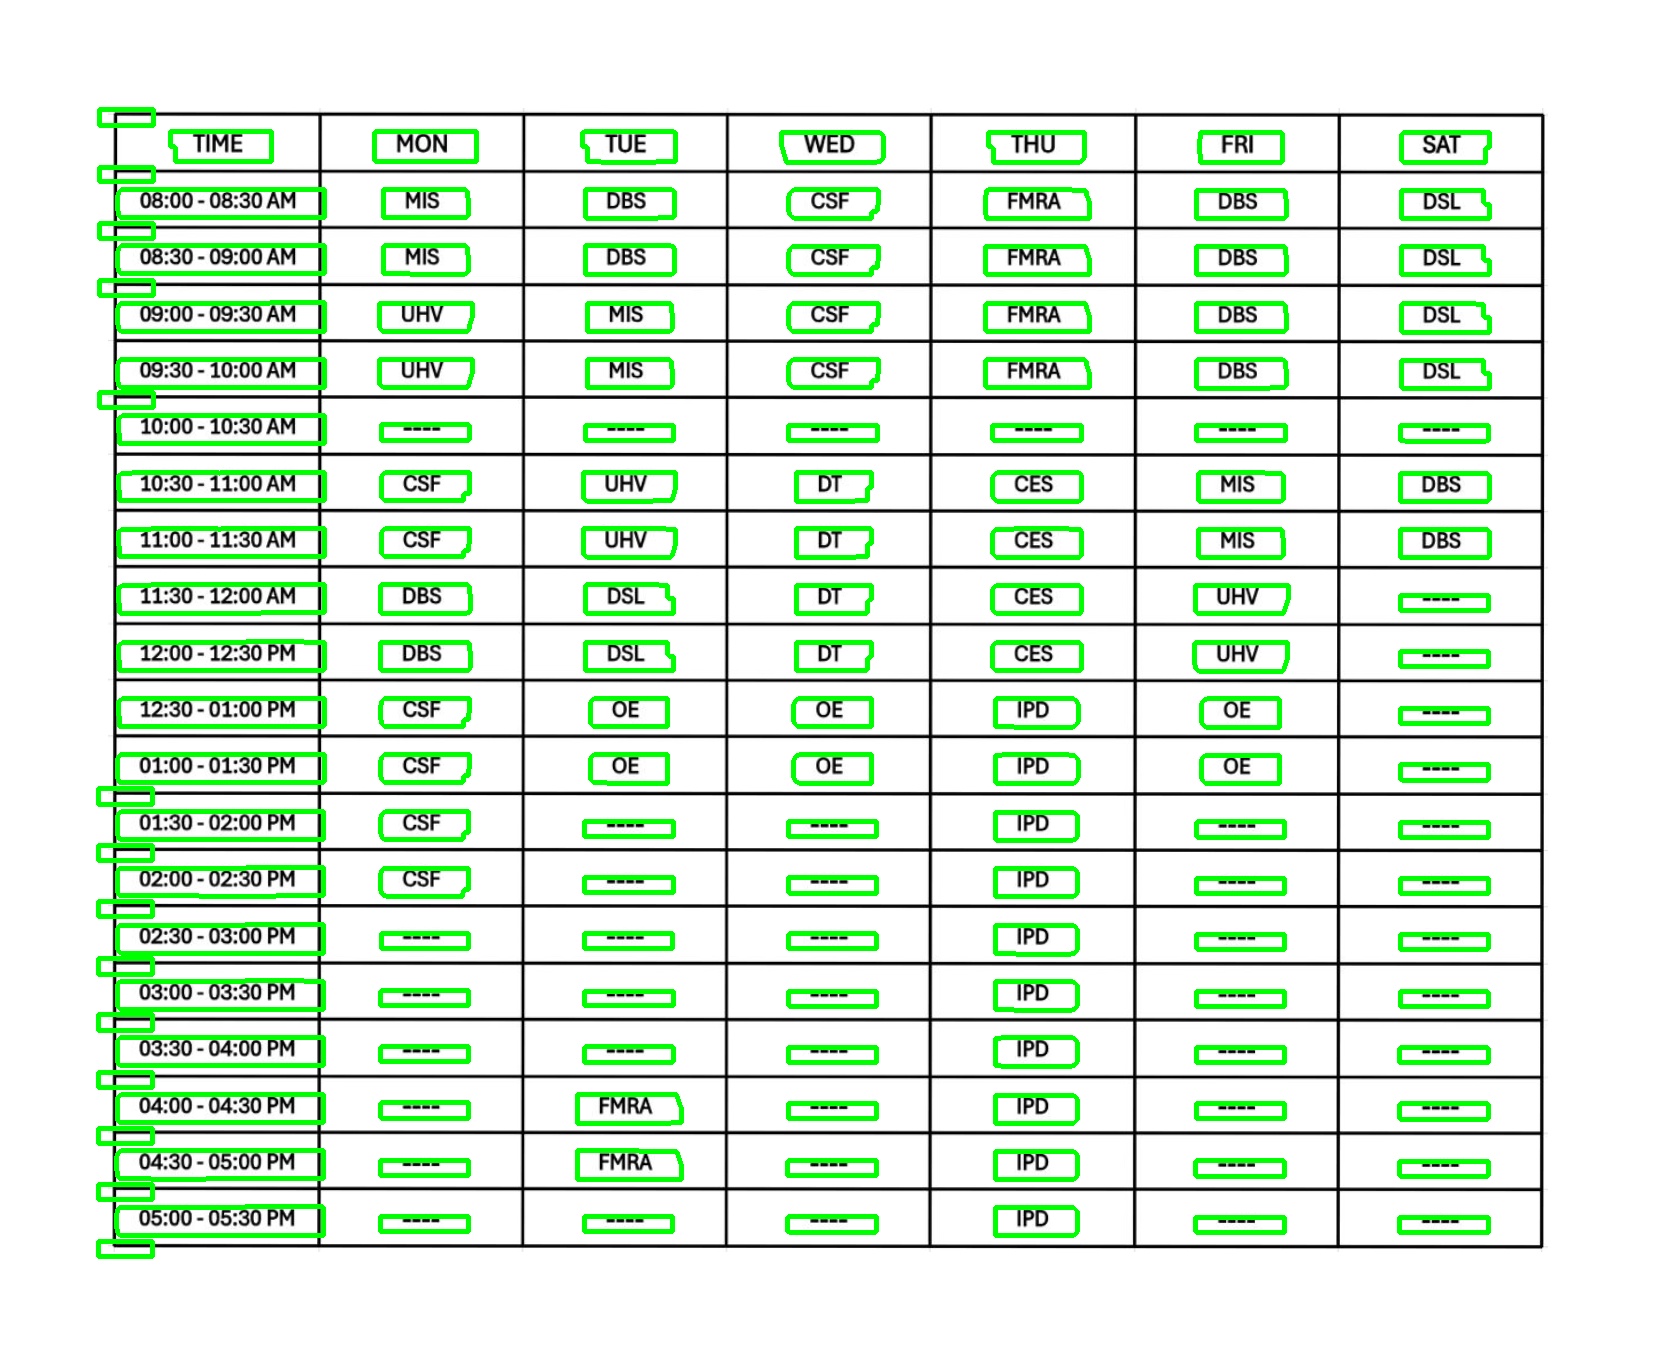 TIME MON TUE WED THU FRI SAT
08:00 - 08:30 AM MIS DBS CSF FMRA DBS DSL
08:30 - 09:00 AM MIS DBS CSF FMRA DBS DSL
09:00 - 09:30 AM UHV MIS CSF FMRA DBS DSL
09:30 - 10:00 AM UHV MIS CSF FMRA DBS DSL
10:00 - 10:30 AM ---- ---- ---- ---- ---- ----
10:30 - 11:00 AM CSF UHV DT CES MIS DBS
11:00 - 11:30 AM CSF UHV DT CES MIS DBS
11:30 - 12:00 AM DBS DSL DT CES UHV ----
12:00 - 12:30 PM DBS DSL DT CES UHV ----
12:30 - 01:00 PM CSF OE OE IPD OE ----
01:00 - 01:30 PM CSF OE OE IPD OE ----
01:30 - 02:00 PM CSF ---- ---- IPD ---- ----
02:00 - 02:30 PM CSF ---- ---- IPD ---- ----
02:30 - 03:00 PM ---- ---- ---- IPD ---- ----
03:00 - 03:30 PM ---- ---- ---- IPD ---- ----
03:30 - 04:00 PM ---- ---- ---- IPD ---- ----
04:00 - 04:30 PM ---- FMRA ---- IPD ---- ----
04:30 - 05:00 PM ---- FMRA ---- IPD ---- ----
05:00 - 05:30 PM ---- ---- ---- IPD ---- ----